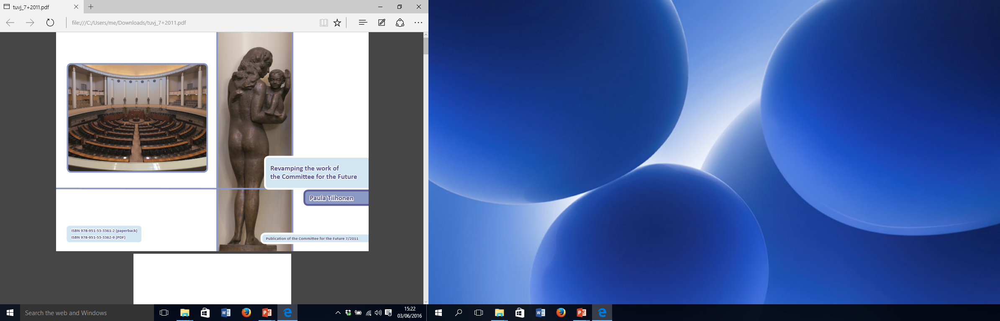 tuvj_7+2011.pdf
file:///C:/Users/me/Downloads/tuvj_7+2011.pdf
Revamping the work of
the Committee for the Future
Paula Tiihonen
ISBN 978-951-53-3361-2 (paperback)
ISBN 978-951-53-3362-9 (PDF)
Publication of the Committee for the Future 7/2011
Search the web and Windows
15:22
03/06/2016